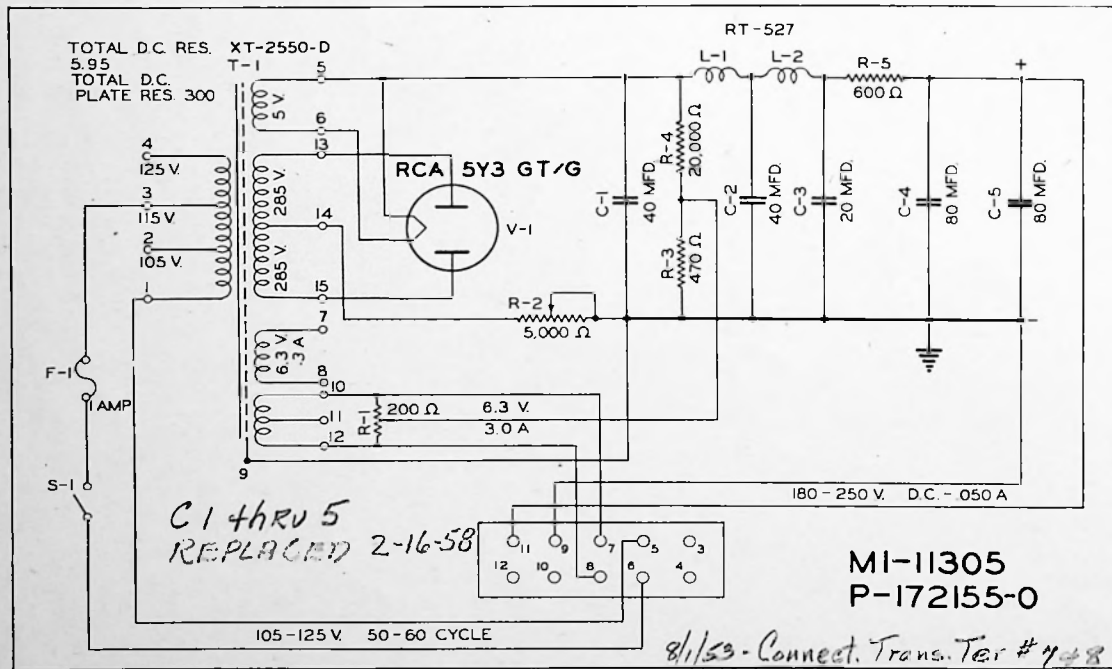 TOTAL D.C. RES.
5.95
TOTAL D.C.
PLATE RES. 300
XT-2550-D
T-1
RT-527
L-1
L-2
R-5
600 Ω
+
5
5 V.
6
13
4
125 V.
3
115 V.
2
105 V.
1
285 V.
14
285 V.
15
RCA 5Y3 GT/G
V-1
R-4
20,000 Ω
C-1
40 MFD.
C-2
40 MFD.
C-3
20 MFD.
C-4
80 MFD.
C-5
80 MFD.
R-3
470 Ω
R-2
5,000 Ω
-
7
6.3 V.
.3 A
8
10
11
12
R-1
200 Ω
6.3 V.
3.0 A
9
F-1
1 AMP
S-1
180-250 V. D.C.-.050 A
C 1 thRU 5
REPLACED 2-16-58
11 9 7 5 3
12 10 8 6 4
MI-11305
P-172155-0
105-125 V. 50-60 CYCLE
8/1/53-Connect. Trans. Ter # 7